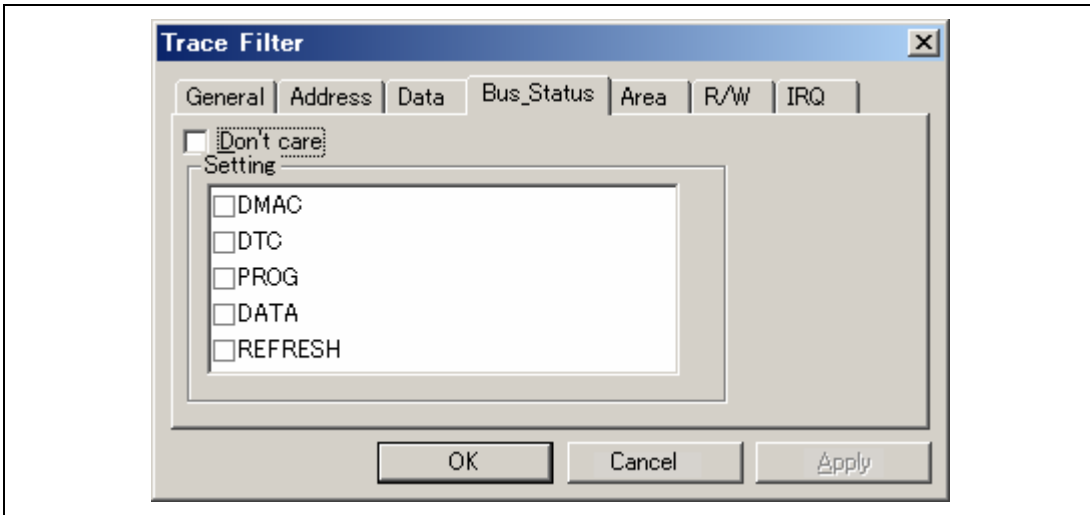 Trace Filter
General Address Data Bus_Status Area R/W IRQ
Don't care
Setting
DMAC
DTC
PROG
DATA
REFRESH
OK Cancel Apply